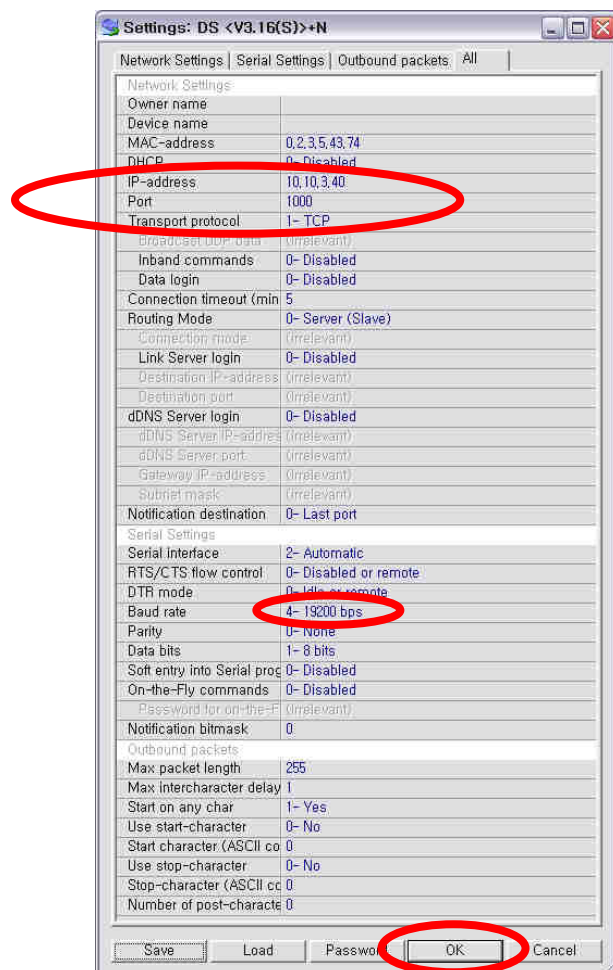 Settings: DS <V3.16(S)>+N
Network Settings Serial Settings Outbound packets All
Network Settings
Owner name
Device name
MAC-address 0,2,3,5,43,74
DHCP 0- Disabled
IP-address 10,10,3,40
Port 1000
Transport protocol 1- TCP
Broadcast UDP data (irrelevant)
Inband commands 0- Disabled
Data login 0- Disabled
Connection timeout (min 5
Routing Mode 0- Server (Slave)
Connection mode (irrelevant)
Link Server login 0- Disabled
Destination IP-address (irrelevant)
Destination port (irrelevant)
dDNS Server login 0- Disabled
dDNS Server IP-addres (irrelevant)
dDNS Server port (irrelevant)
Gateway IP-address (irrelevant)
Subnet mask (irrelevant)
Notification destination 0- Last port
Serial Settings
Serial interface 2- Automatic
RTS/CTS flow control 0- Disabled or remote
DTR mode 0- Idle or remote
Baud rate 4- 19200 bps
Parity 0- None
Data bits 1- 8 bits
Soft entry into Serial prog 0- Disabled
On-the-Fly commands 0- Disabled
Password for on-the-F (irrelevant)
Notification bitmask 0
Outbound packets
Max packet length 255
Max intercharacter delay 1
Start on any char 1- Yes
Use start-character 0- No
Start character (ASCII co 0
Use stop-character 0- No
Stop-character (ASCII cc 0
Number of post-characte 0
Save Load Password OK Cancel